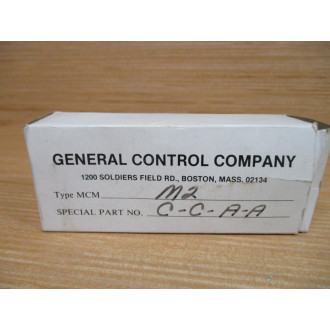 GENERAL CONTROL COMPANY
1200 SOLDIERS FIELD RD., BOSTON, MASS. 02134
Type MCM M2
SPECIAL PART NO. C-C-A-A